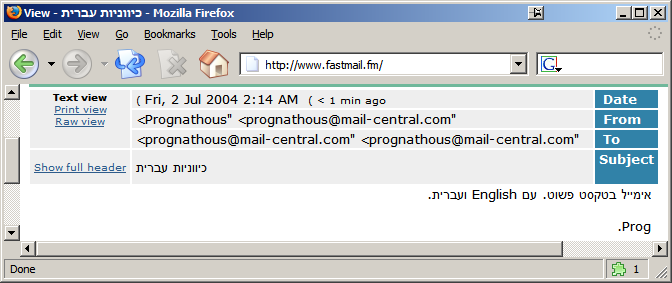 View - כיווניות עברית - Mozilla Firefox
File Edit View Go Bookmarks Tools Help
http://www.fastmail.fm/
G
Text view
Print view
Raw view
( Fri, 2 Jul 2004 2:14 AM ( < 1 min ago
Date
<Prognathous" <prognathous@mail-central.com"
From
<prognathous@mail-central.com" <prognathous@mail-central.com"
To
Show full header
כיווניות עברית
Subject
אימייל בטקסט פשוט. עם English ועברית.
.Prog
Done
1